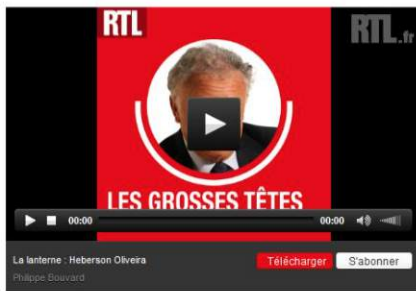 RTL
RTL.fr
LES GROSSES TÊTES
00:00
00:00
La lanterne : Heberson Oliveira
Télécharger
S'abonner
Philippe Bouvard